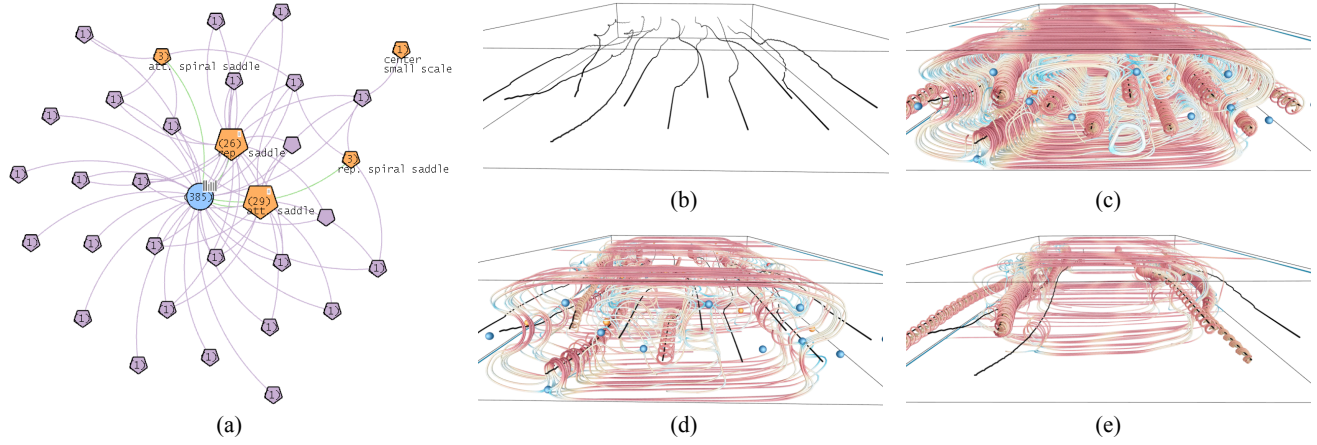 1)
1)
1)
3)
att. spiral saddle
1)
center
small scale
1)
1)
1)
1)
1)
1)
(26)
rep. saddle
3)
rep. spiral saddle
1)
1)
1)
(385)
(29)
att. saddle
1)
1)
1)
1)
1)
1)
1)
1)
1)
1)
1)
1)
1)
(a)
(b)
(c)
(d)
(e)